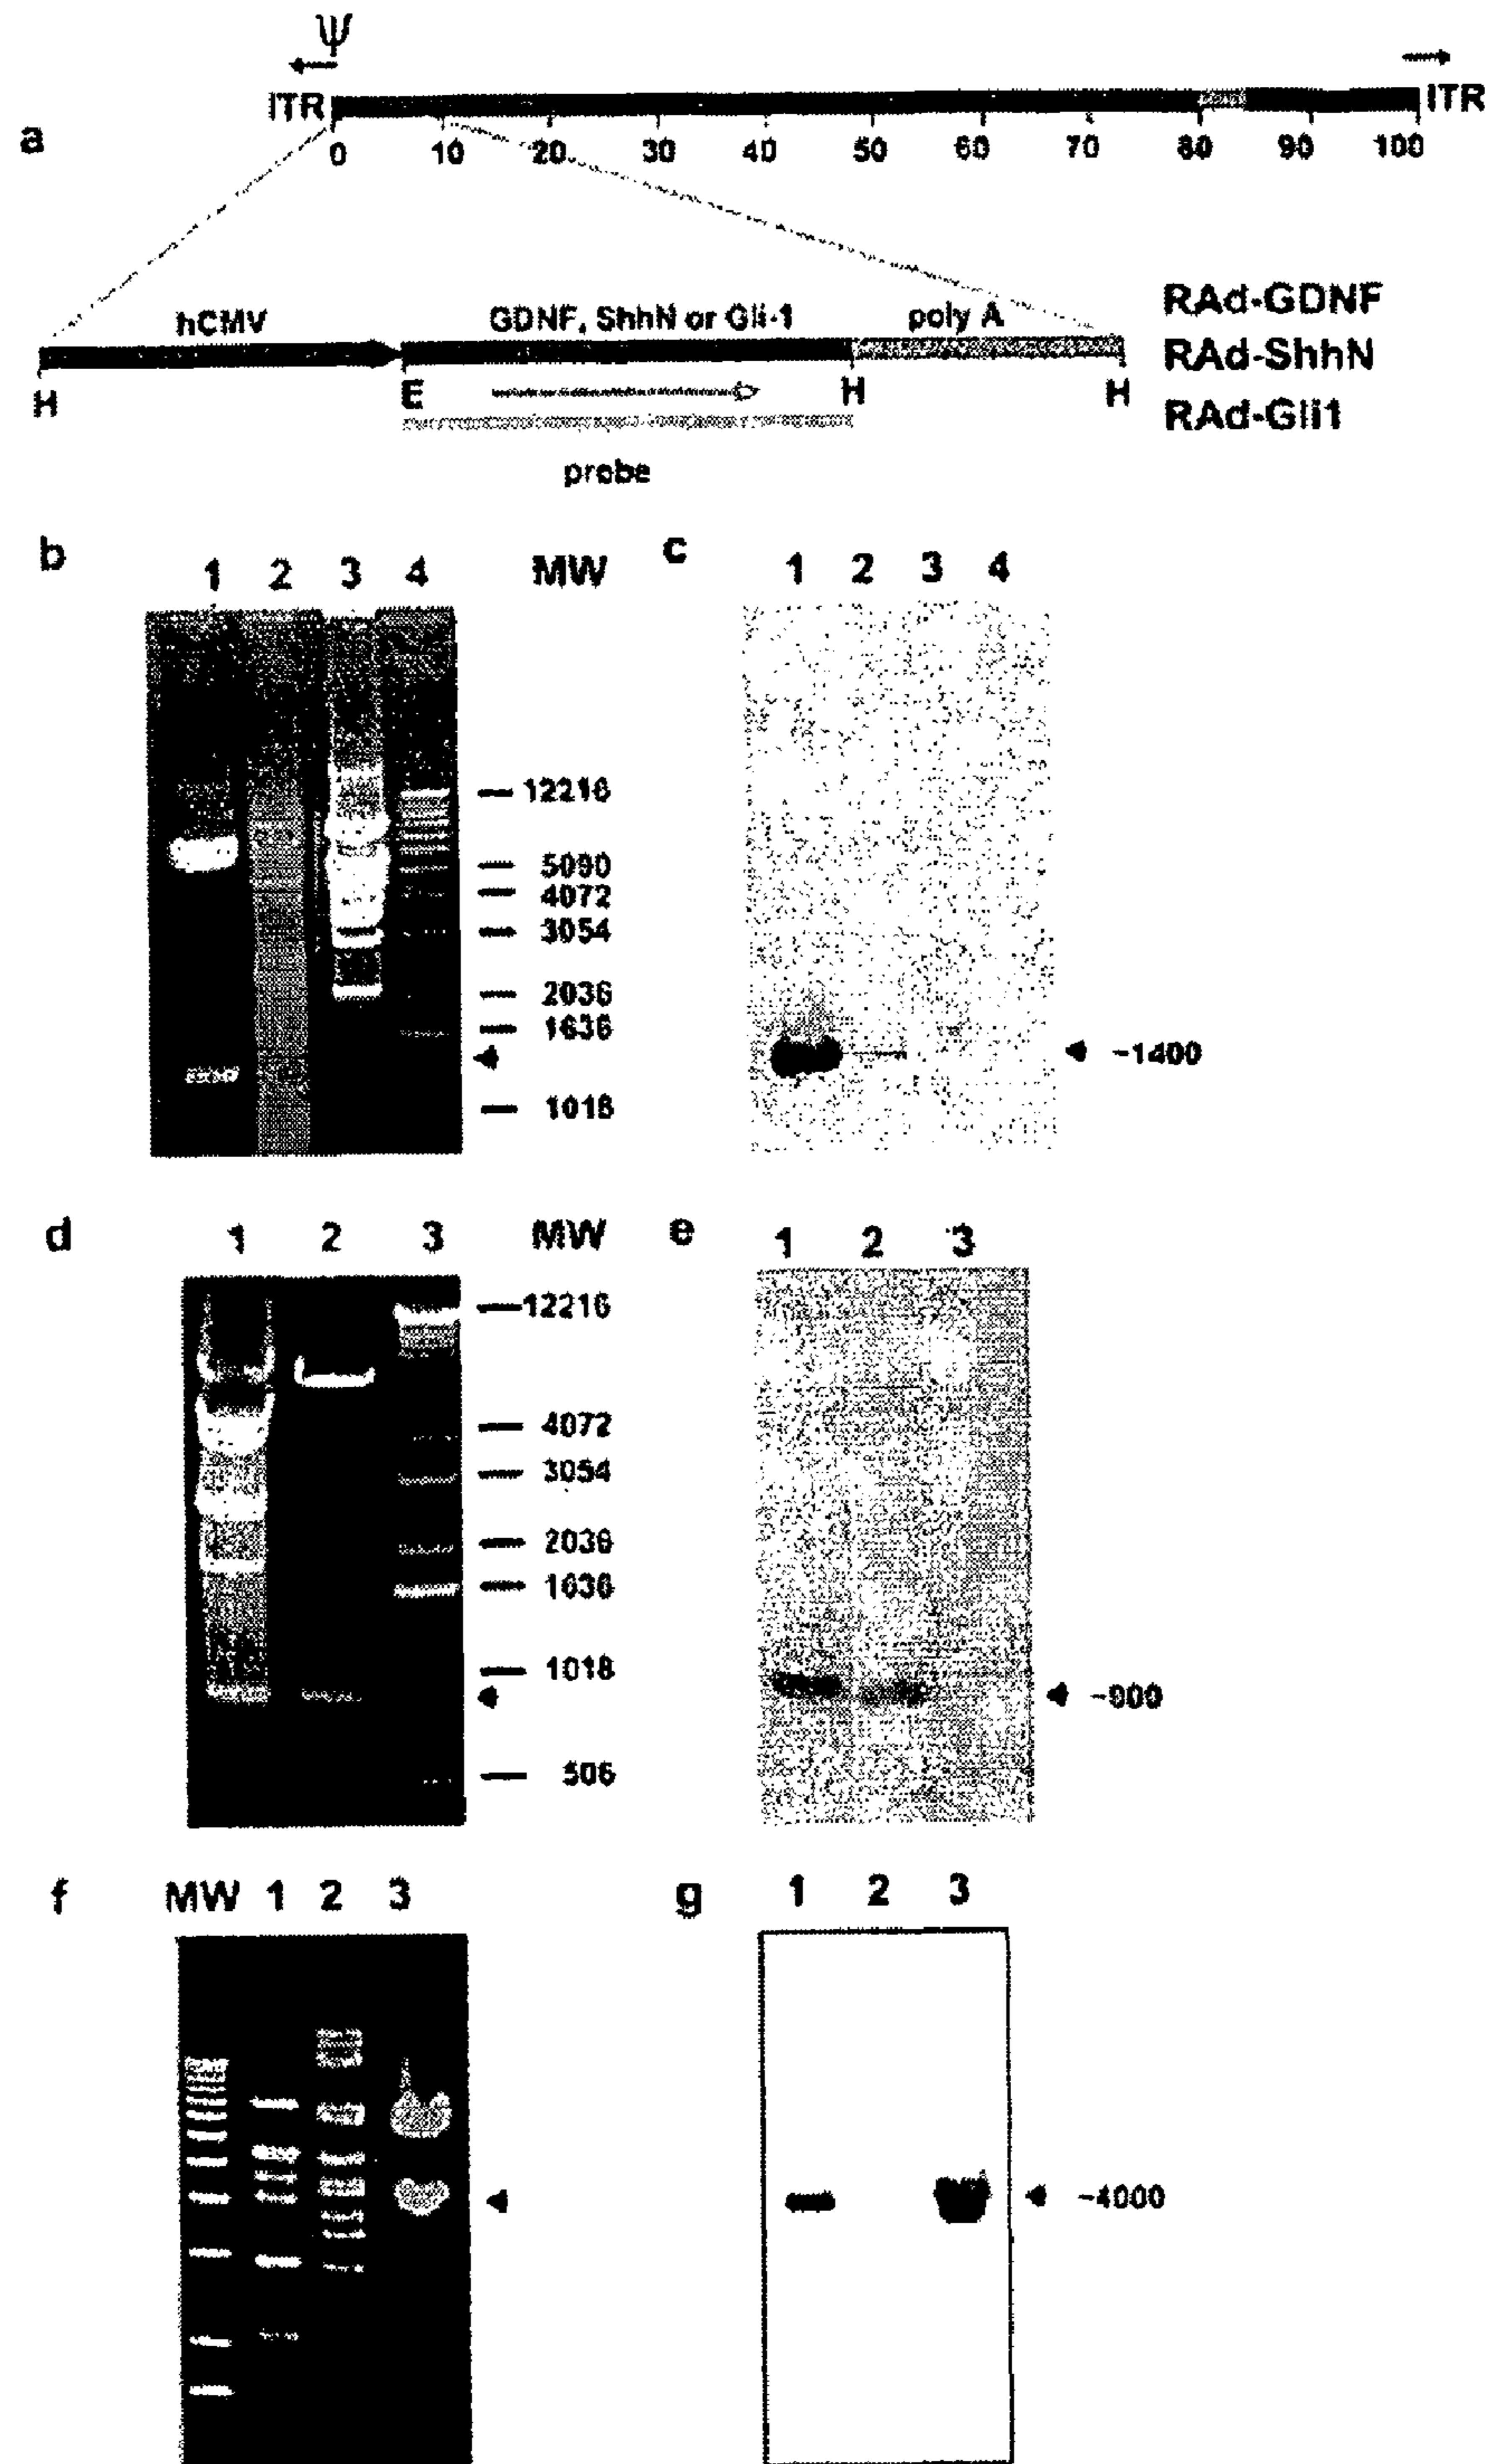 Ψ
ITR ITR
a
0 10 20 30 40 50 60 70 80 90 100
hCMV GDNF, ShhN or Gli-1 poly A
RAd-GDNF
RAd-ShhN
RAd-Gli1
H E H H
probe
b 1 2 3 4 MW
12216
5090
4072
3054
2036
1636
1018
c 1 2 3 4
~1400
d 1 2 3 MW
12216
4072
3054
2036
1636
1018
506
e 1 2 3
~900
f MW 1 2 3
g 1 2 3
~4000